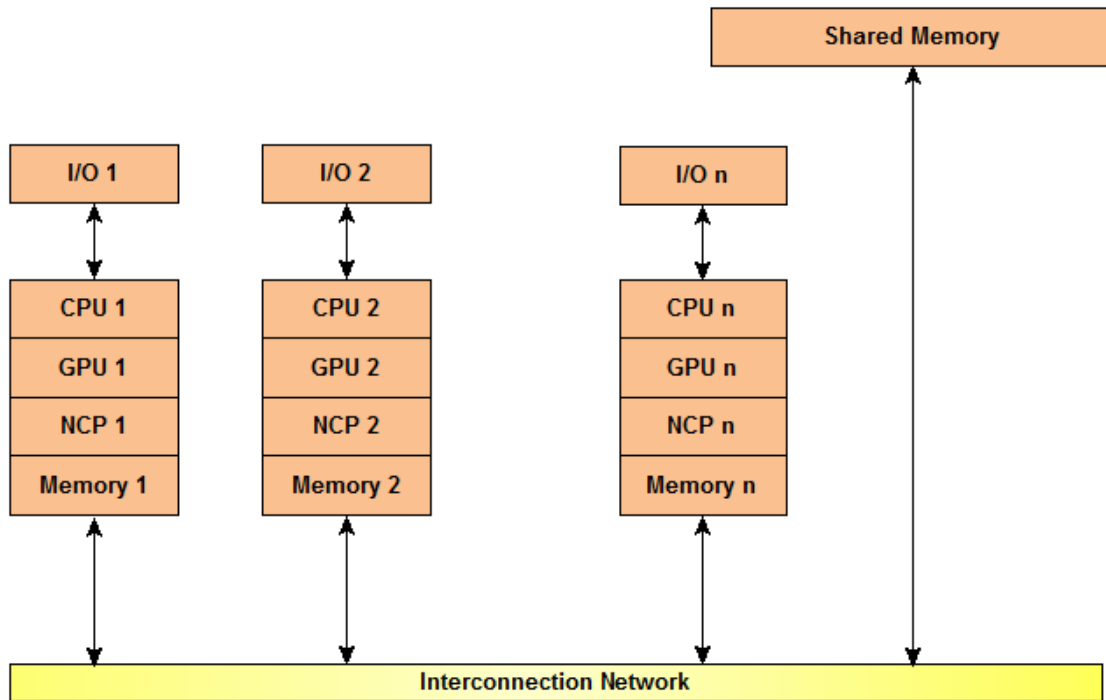 Shared Memory
I/O 1
I/O 2
I/O n
CPU 1
CPU 2
CPU n
GPU 1
GPU 2
GPU n
NCP 1
NCP 2
NCP n
Memory 1
Memory 2
Memory n
Interconnection Network